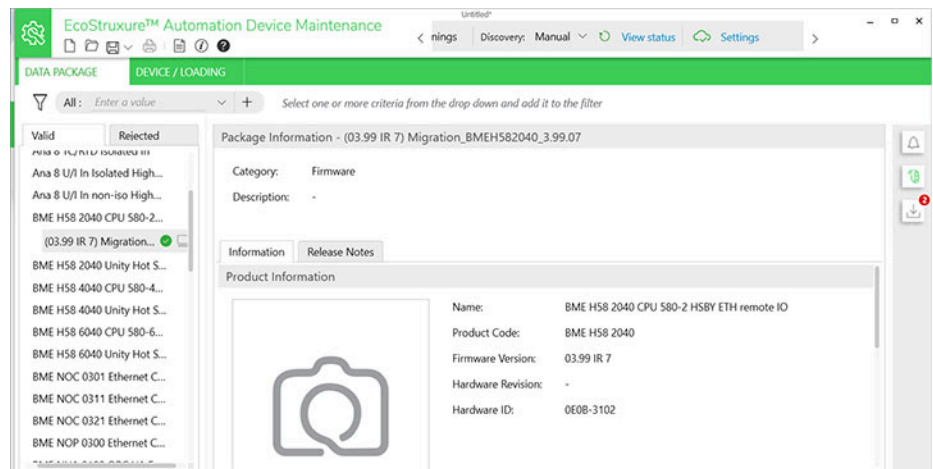 Untitled*
EcoStruxure™ Automation Device Maintenance
nings Discovery: Manual View status Settings
DATA PACKAGE DEVICE / LOADING
All : Enter a value Select one or more criteria from the drop down and add it to the filter
Valid Rejected
Package Information - (03.99 IR 7) Migration_BMEH582040_3.99.07
Ana 8 TC/RTD Isolated In
Ana 8 U/I In Isolated High...
Ana 8 U/I In non-iso High...
BME H58 2040 CPU 580-2...
(03.99 IR 7) Migration...
BME H58 2040 Unity Hot S...
BME H58 4040 CPU 580-4...
BME H58 4040 Unity Hot S...
BME H58 6040 CPU 580-6...
BME H58 6040 Unity Hot S...
BME NOC 0301 Ethernet C...
BME NOC 0311 Ethernet C...
BME NOC 0321 Ethernet C...
BME NOP 0300 Ethernet C...
Category: Firmware
Description: -
Information Release Notes
Product Information
Name: BME H58 2040 CPU 580-2 HSBY ETH remote IO
Product Code: BME H58 2040
Firmware Version: 03.99 IR 7
Hardware Revision: -
Hardware ID: 0E0B-3102
2